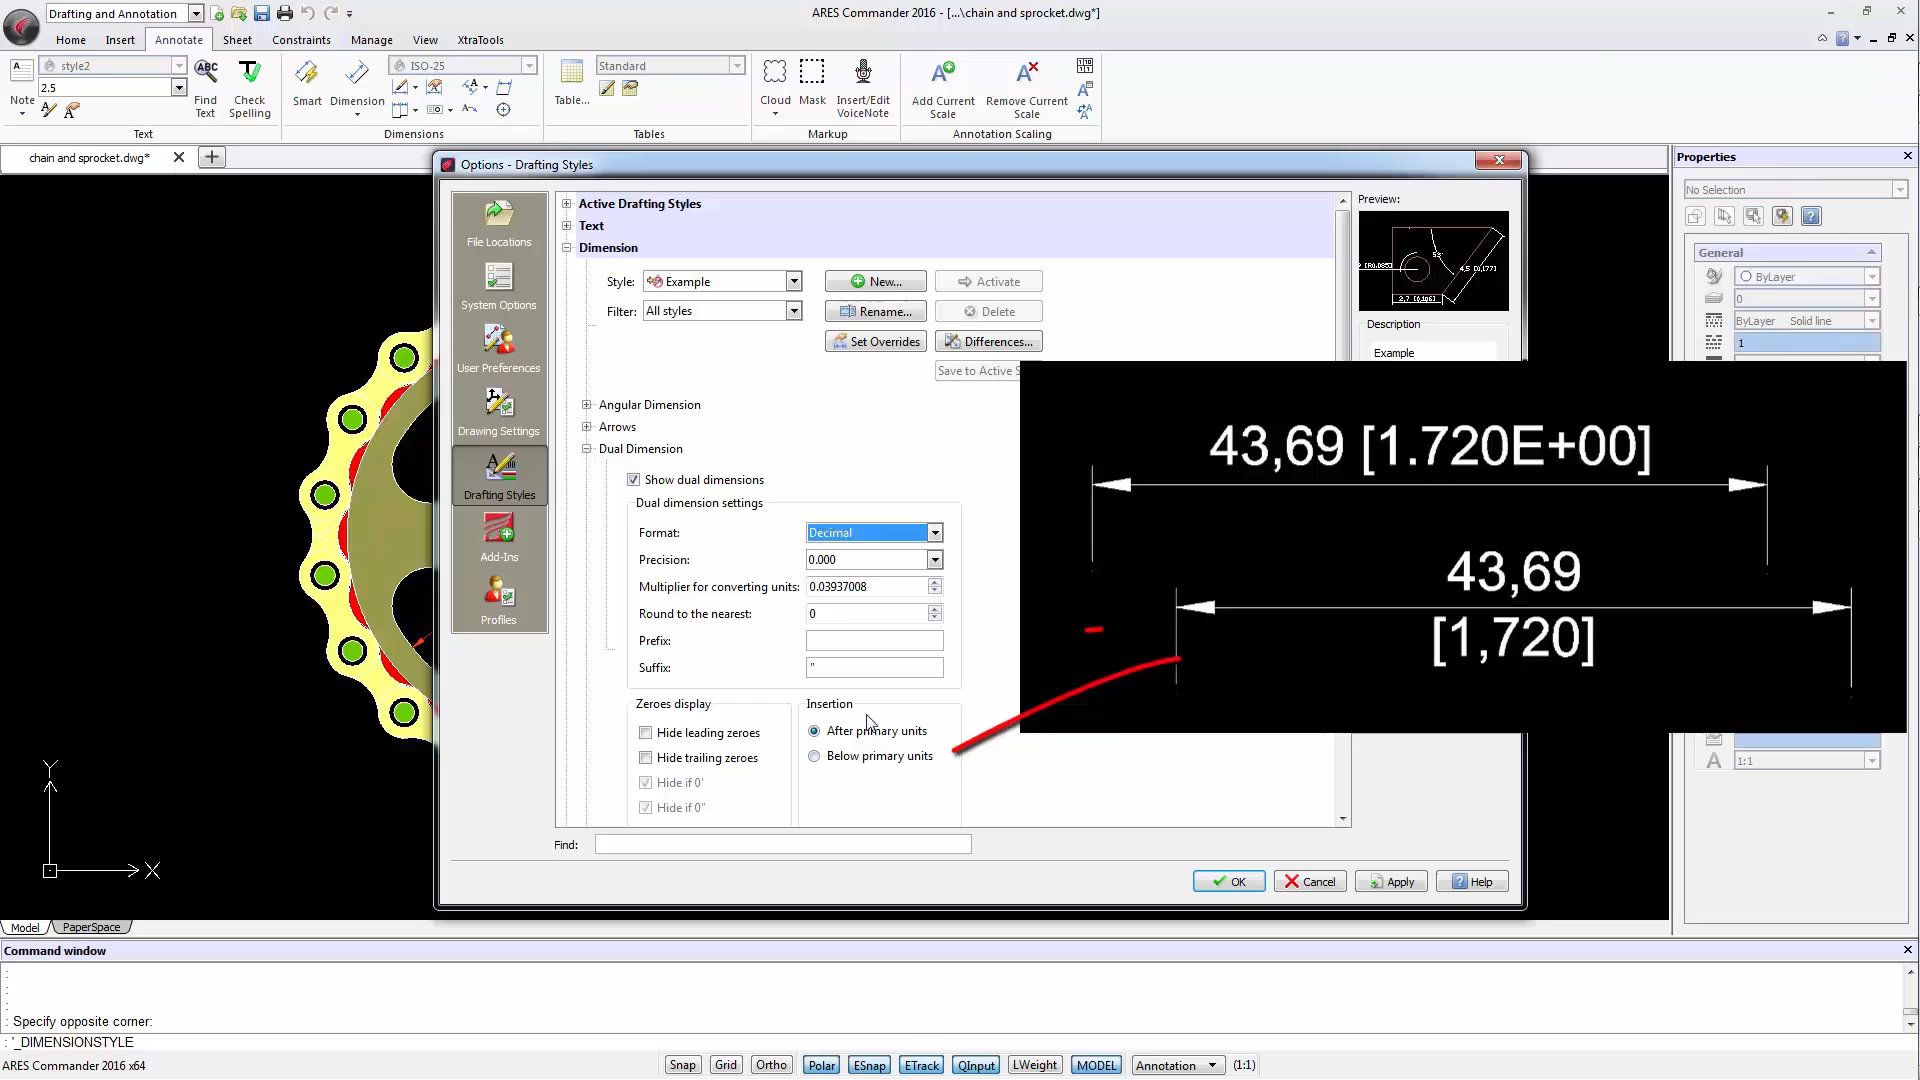 Drafting and Annotation
ARES Commander 2016 - [...\chain and sprocket.dwg*]
Home Insert Annotate Sheet Constraints Manage View XtraTools
style2
2.5
Note
ABC
Find Text
Check Spelling
Text
Smart
Dimension
ISO-25
Dimensions
Table...
Standard
Tables
Cloud
Mask
Insert/Edit VoiceNote
Markup
Add Current Scale
Remove Current Scale
Annotation Scaling
chain and sprocket.dwg*
Options - Drafting Styles
Properties
No Selection
General
ByLayer
0
ByLayer Solid line
1
1:1
File Locations
System Options
User Preferences
Drawing Settings
Drafting Styles
Add-Ins
Profiles
Active Drafting Styles
Text
Dimension
Style: Example
New...
Activate
Filter: All styles
Rename...
Delete
Set Overrides
Differences...
Save to Active S
Angular Dimension
Arrows
Dual Dimension
Show dual dimensions
Dual dimension settings
Format: Decimal
Precision: 0.000
Multiplier for converting units: 0.03937008
Round to the nearest: 0
Prefix:
Suffix: "
Zeroes display
Hide leading zeroes
Hide trailing zeroes
Hide if 0'
Hide if 0"
Insertion
After primary units
Below primary units
Preview:
Description
Example
43,69 [1.720E+00]
43,69
[1,720]
Find:
OK
Cancel
Apply
Help
Y
X
Model PaperSpace
Command window
:
:
:
: Specify opposite corner:
: '_DIMENSIONSTYLE
ARES Commander 2016 x64
Snap Grid Ortho Polar ESnap ETrack QInput LWeight MODEL Annotation (1:1)